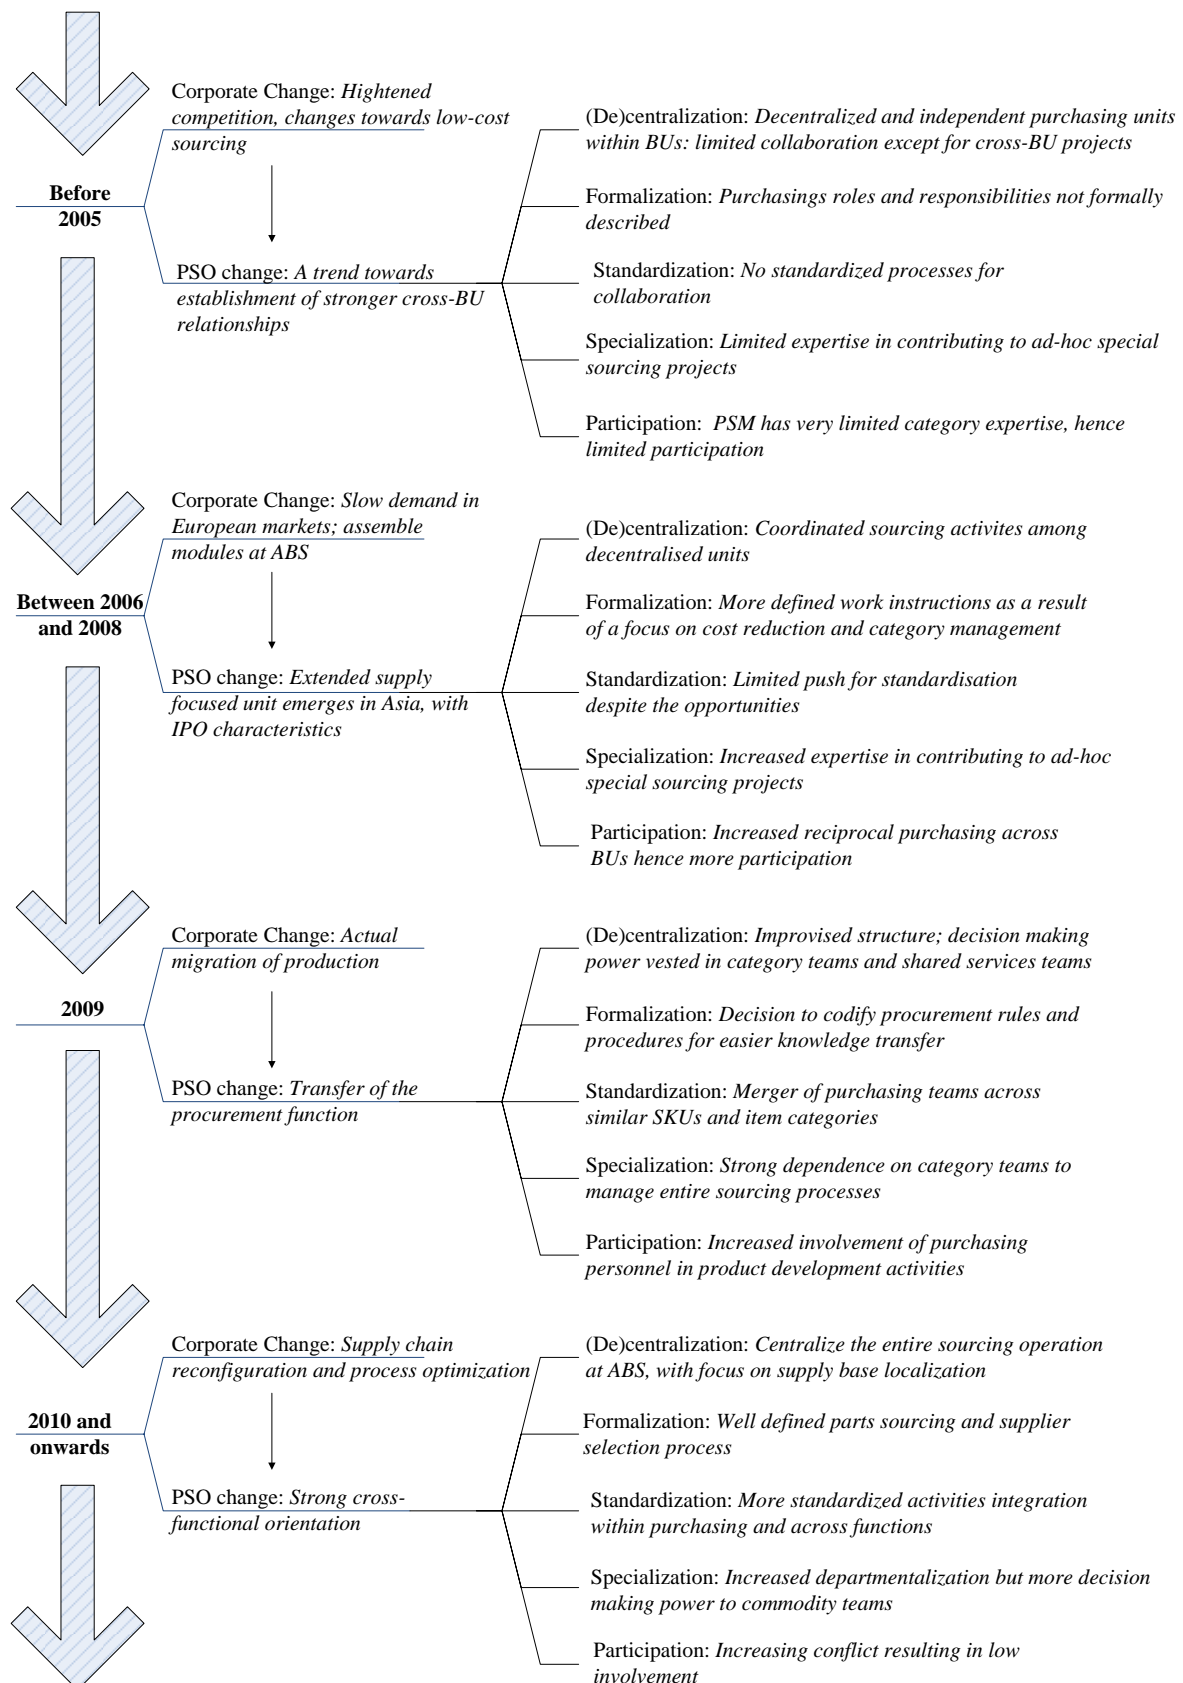 Before
2005
Corporate Change: Hightened
competition, changes towards low-cost
sourcing
PSO change: A trend towards
establishment of stronger cross-BU
relationships
(De)centralization: Decentralized and independent purchasing units
within BUs: limited collaboration except for cross-BU projects
Formalization: Purchasings roles and responsibilities not formally
described
Standardization: No standardized processes for
collaboration
Specialization: Limited expertise in contributing to ad-hoc special
sourcing projects
Participation: PSM has very limited category expertise, hence
limited participation
Between 2006
and 2008
Corporate Change: Slow demand in
European markets; assemble
modules at ABS
PSO change: Extended supply
focused unit emerges in Asia, with
IPO characteristics
(De)centralization: Coordinated sourcing activites among
decentralised units
Formalization: More defined work instructions as a result
of a focus on cost reduction and category management
Standardization: Limited push for standardisation
despite the opportunities
Specialization: Increased expertise in contributing to ad-hoc
special sourcing projects
Participation: Increased reciprocal purchasing across
BUs hence more participation
2009
Corporate Change: Actual
migration of production
PSO change: Transfer of the
procurement function
(De)centralization: Improvised structure; decision making
power vested in category teams and shared services teams
Formalization: Decision to codify procurement rules and
procedures for easier knowledge transfer
Standardization: Merger of purchasing teams across
similar SKUs and item categories
Specialization: Strong dependence on category teams to
manage entire sourcing processes
Participation: Increased involvement of purchasing
personnel in product development activities
2010 and
onwards
Corporate Change: Supply chain
reconfiguration and process optimization
PSO change: Strong cross-
functional orientation
(De)centralization: Centralize the entire sourcing operation
at ABS, with focus on supply base localization
Formalization: Well defined parts sourcing and supplier
selection process
Standardization: More standardized activities integration
within purchasing and across functions
Specialization: Increased departmentalization but more decision
making power to commodity teams
Participation: Increasing conflict resulting in low
involvement